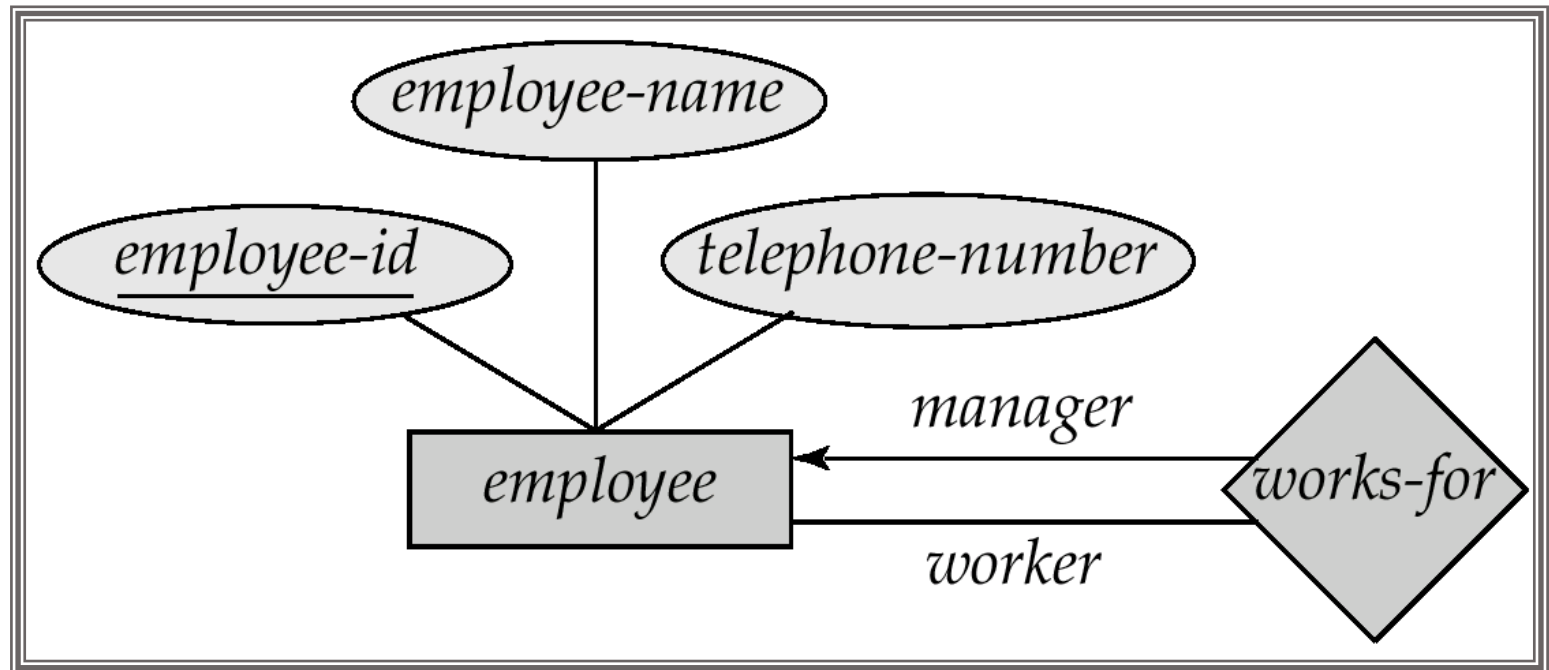 employee-name
employee-id
telephone-number
manager
employee
works-for
worker